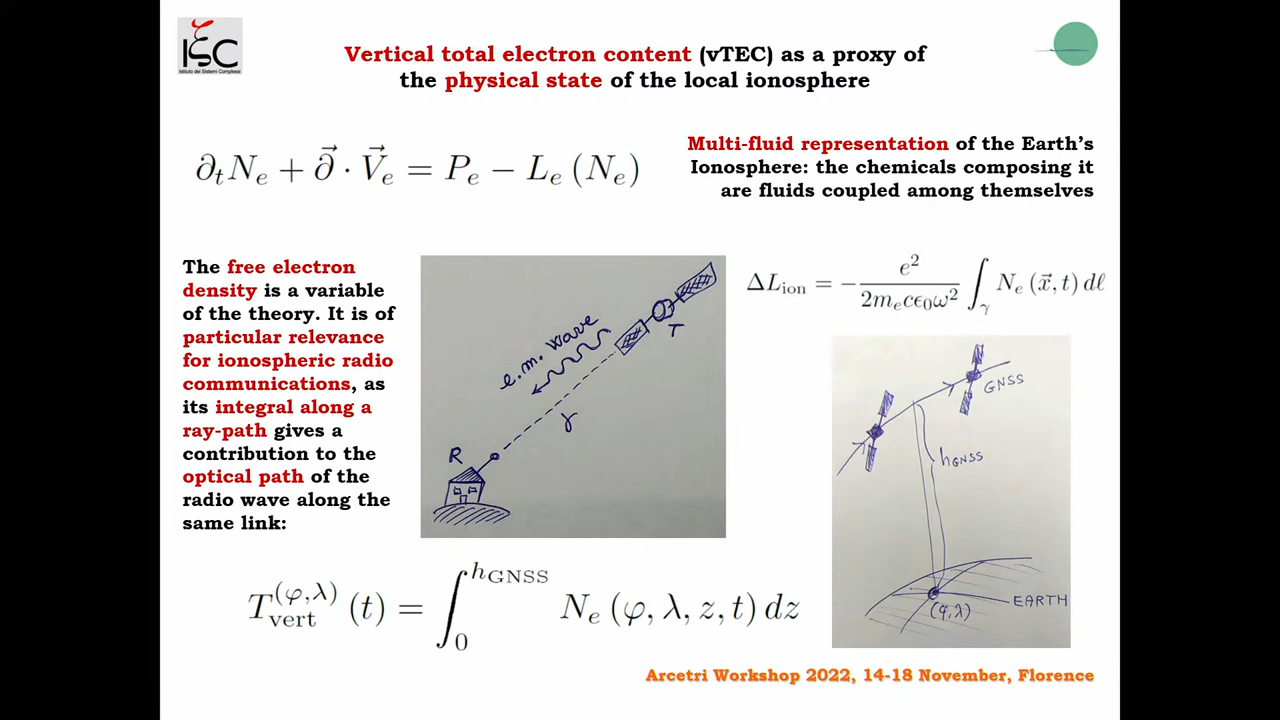 ISC
Istituto dei Sistemi Complessi
Vertical total electron content (vTEC) as a proxy of
the physical state of the local ionosphere
∂ₜNₑ + ∂⃗ · V⃗ₑ = Pₑ − Lₑ (Nₑ)
Multi-fluid representation of the Earth's
Ionosphere: the chemicals composing it
are fluids coupled among themselves
The free electron
density is a variable
of the theory. It is of
particular relevance
for ionospheric radio
communications, as
its integral along a
ray-path gives a
contribution to the
optical path of the
radio wave along the
same link:
e.m. wave
T
γ
R
ΔL_ion = − e² / (2mₑcϵ₀ω²) ∫_γ Nₑ (x⃗, t) dℓ
GNSS
hGNSS
EARTH
(φ,λ)
T_vert^(φ,λ) (t) = ∫₀^hGNSS Nₑ (φ, λ, z, t) dz
Arcetri Workshop 2022, 14-18 November, Florence